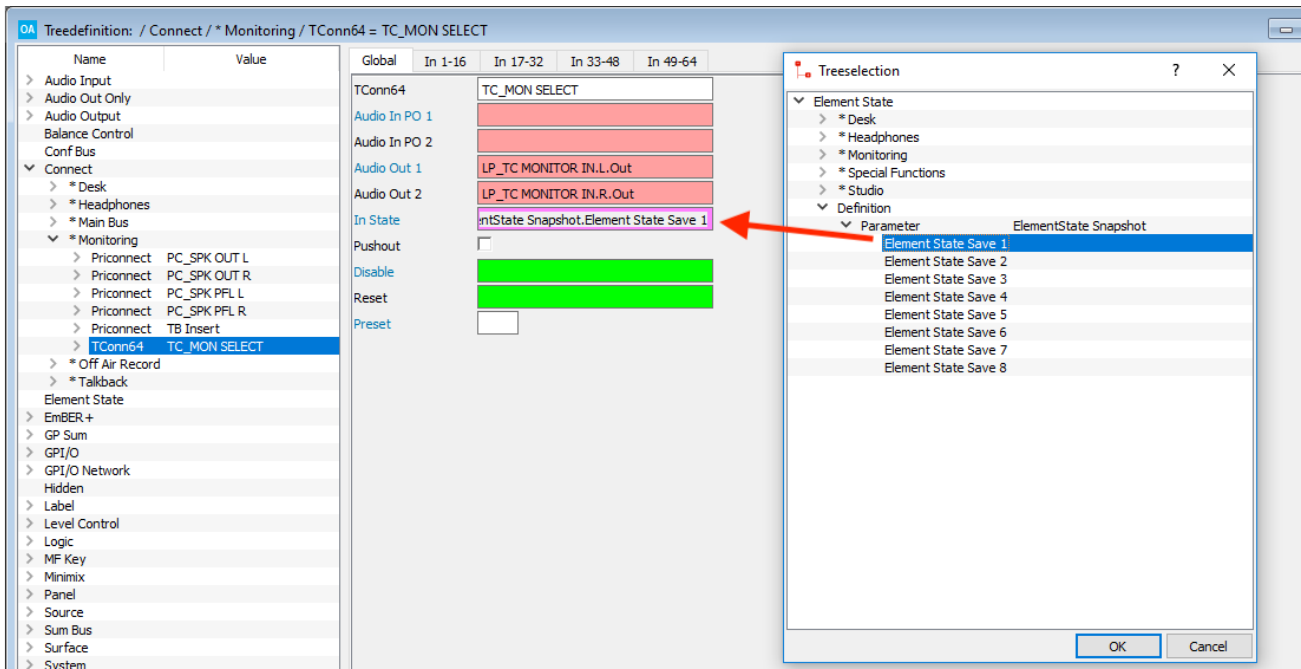 OA Treedefinition: / Connect / * Monitoring / TConn64 = TC_MON SELECT
Name Value
Audio Input
Audio Out Only
Audio Output
Balance Control
Conf Bus
Connect
* Desk
* Headphones
* Main Bus
* Monitoring
Priconnect PC_SPK OUT L
Priconnect PC_SPK OUT R
Priconnect PC_SPK PFL L
Priconnect PC_SPK PFL R
Priconnect TB Insert
TConn64 TC_MON SELECT
* Off Air Record
* Talkback
Element State
EmBER+
GP Sum
GPI/O
GPI/O Network
Hidden
Label
Level Control
Logic
MF Key
Minimix
Panel
Source
Sum Bus
Surface
System
Global In 1-16 In 17-32 In 33-48 In 49-64
TConn64 TC_MON SELECT
Audio In PO 1
Audio In PO 2
Audio Out 1 LP_TC MONITOR IN.L.Out
Audio Out 2 LP_TC MONITOR IN.R.Out
In State entState Snapshot.Element State Save 1
Pushout
Disable
Reset
Preset
Treeselection ?
Element State
* Desk
* Headphones
* Monitoring
* Special Functions
* Studio
Definition
Parameter ElementState Snapshot
Element State Save 1
Element State Save 2
Element State Save 3
Element State Save 4
Element State Save 5
Element State Save 6
Element State Save 7
Element State Save 8
OK Cancel